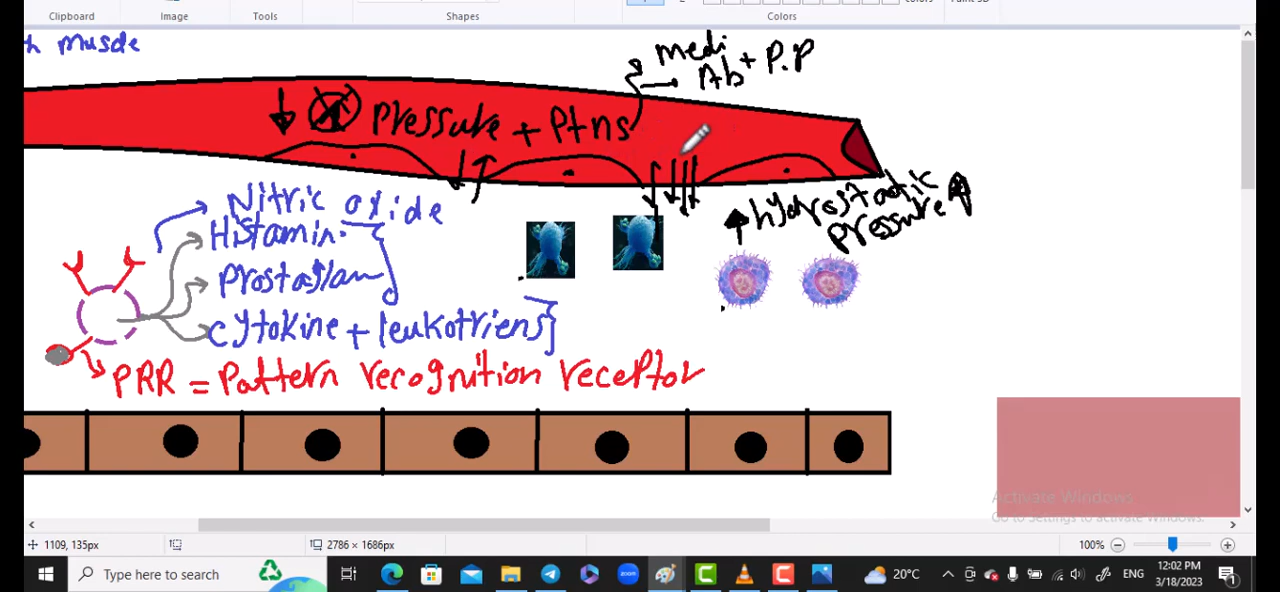 Clipboard
Image
Tools
Shapes
Colors
h muscle
medi
Ab + P.P
Pressure + Ptns
Nitric oxide
Histamin.
Prostaglan
cytokine + leukotriens
hydrostatic
pressure
PRR = Pattern recognition receptor
Activate Windows
Go to Settings to activate Windows.
1109, 135px
2786 × 1686px
100%
Type here to search
zoom
20°C
ENG
12:02 PM
3/18/2023
1